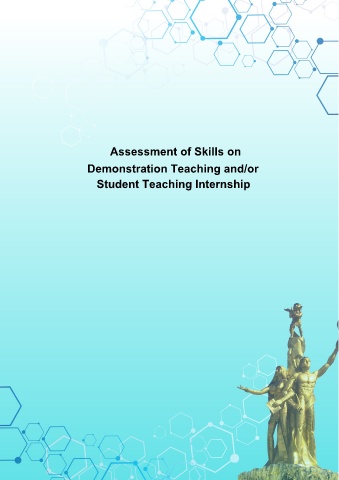 Assessment of Skills on
Demonstration Teaching and/or
Student Teaching Internship